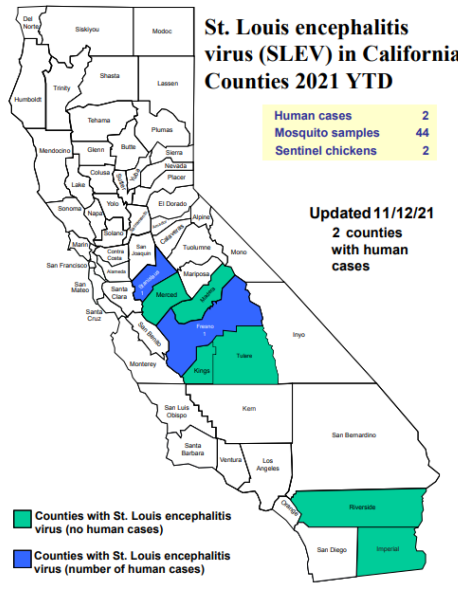 St. Louis encephalitis
virus (SLEV) in California
Counties 2021 YTD
Human cases 2
Mosquito samples 44
Sentinel chickens 2
Updated 11/12/21
2 counties
with human
cases
Del
Norte
Siskiyou
Modoc
Humboldt
Trinity
Shasta
Lassen
Tehama
Plumas
Mendocino
Glenn
Butte
Sierra
Nevada
Placer
Colusa
Sutter
Yuba
Lake
Sonoma
Napa
Yolo
El Dorado
Alpine
Solano
Sacramento
Calaveras
Tuolumne
Mono
Marin
Contra
Costa
San
Joaquin
San Francisco
Alameda
Mariposa
San
Mateo
Santa
Clara
Merced
Madera
Santa
Cruz
San Benito
Fresno
1
Inyo
Monterey
Kings
Tulare
San Luis
Obispo
Kern
San Bernardino
Santa
Barbara
Ventura
Los
Angeles
Orange
Riverside
San Diego
Imperial
Counties with St. Louis encephalitis
virus (no human cases)
Counties with St. Louis encephalitis
virus (number of human cases)